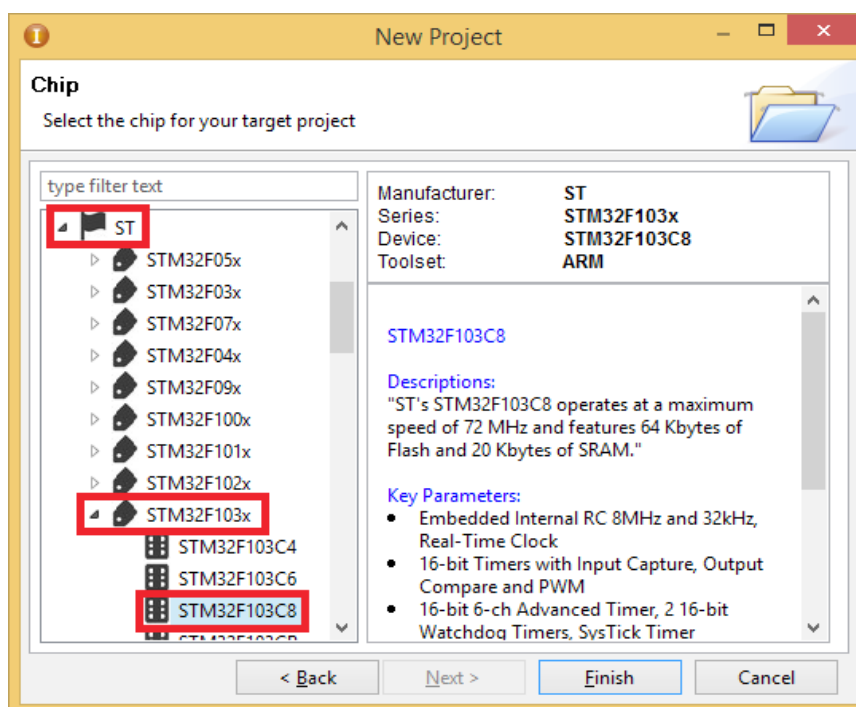 New Project
Chip
Select the chip for your target project
type filter text
ST
STM32F05x
STM32F03x
STM32F07x
STM32F04x
STM32F09x
STM32F100x
STM32F101x
STM32F102x
STM32F103x
STM32F103C4
STM32F103C6
STM32F103C8
Manufacturer: ST
Series: STM32F103x
Device: STM32F103C8
Toolset: ARM
STM32F103C8
Descriptions:
"ST's STM32F103C8 operates at a maximum
speed of 72 MHz and features 64 Kbytes of
Flash and 20 Kbytes of SRAM."
Key Parameters:
• Embedded Internal RC 8MHz and 32kHz,
Real-Time Clock
• 16-bit Timers with Input Capture, Output
Compare and PWM
• 16-bit 6-ch Advanced Timer, 2 16-bit
Watchdog Timers, SysTick Timer
< Back
Next >
Finish
Cancel